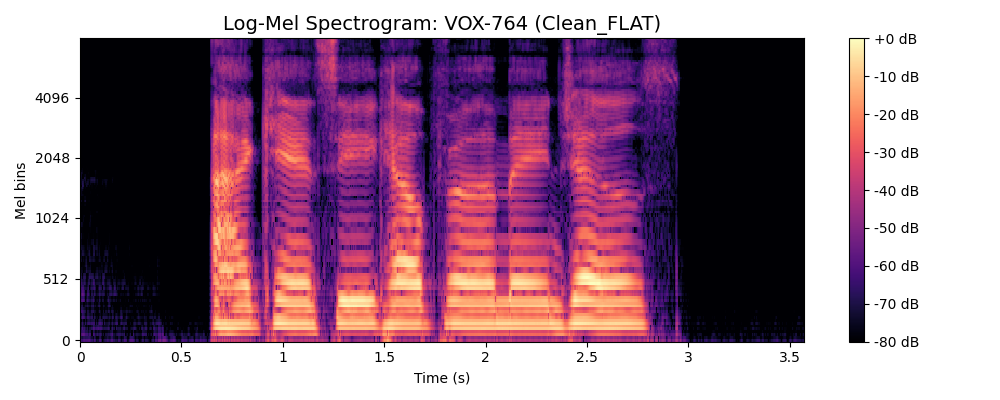 Log-Mel Spectrogram: VOX-764 (Clean_FLAT)
+0 dB
4096
-10 dB
-20 dB
2048
-30 dB
Mel bins
1024
-40 dB
-50 dB
512
-60 dB
-70 dB
0
-80 dB
0 0.5 1 1.5 2 2.5 3 3.5
Time (s)